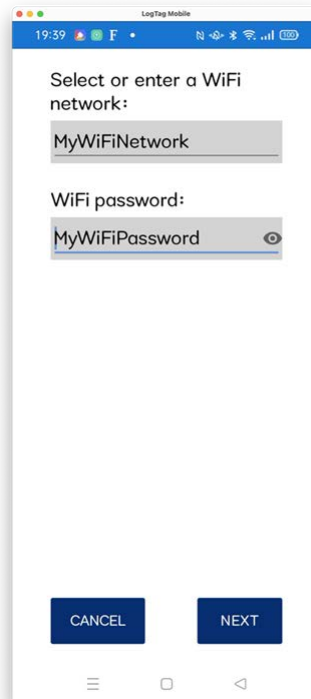 LogTag Mobile
19:39 F 100
Select or enter a WiFi
network:
MyWiFiNetwork
WiFi password:
MyWiFiPassword
CANCEL NEXT